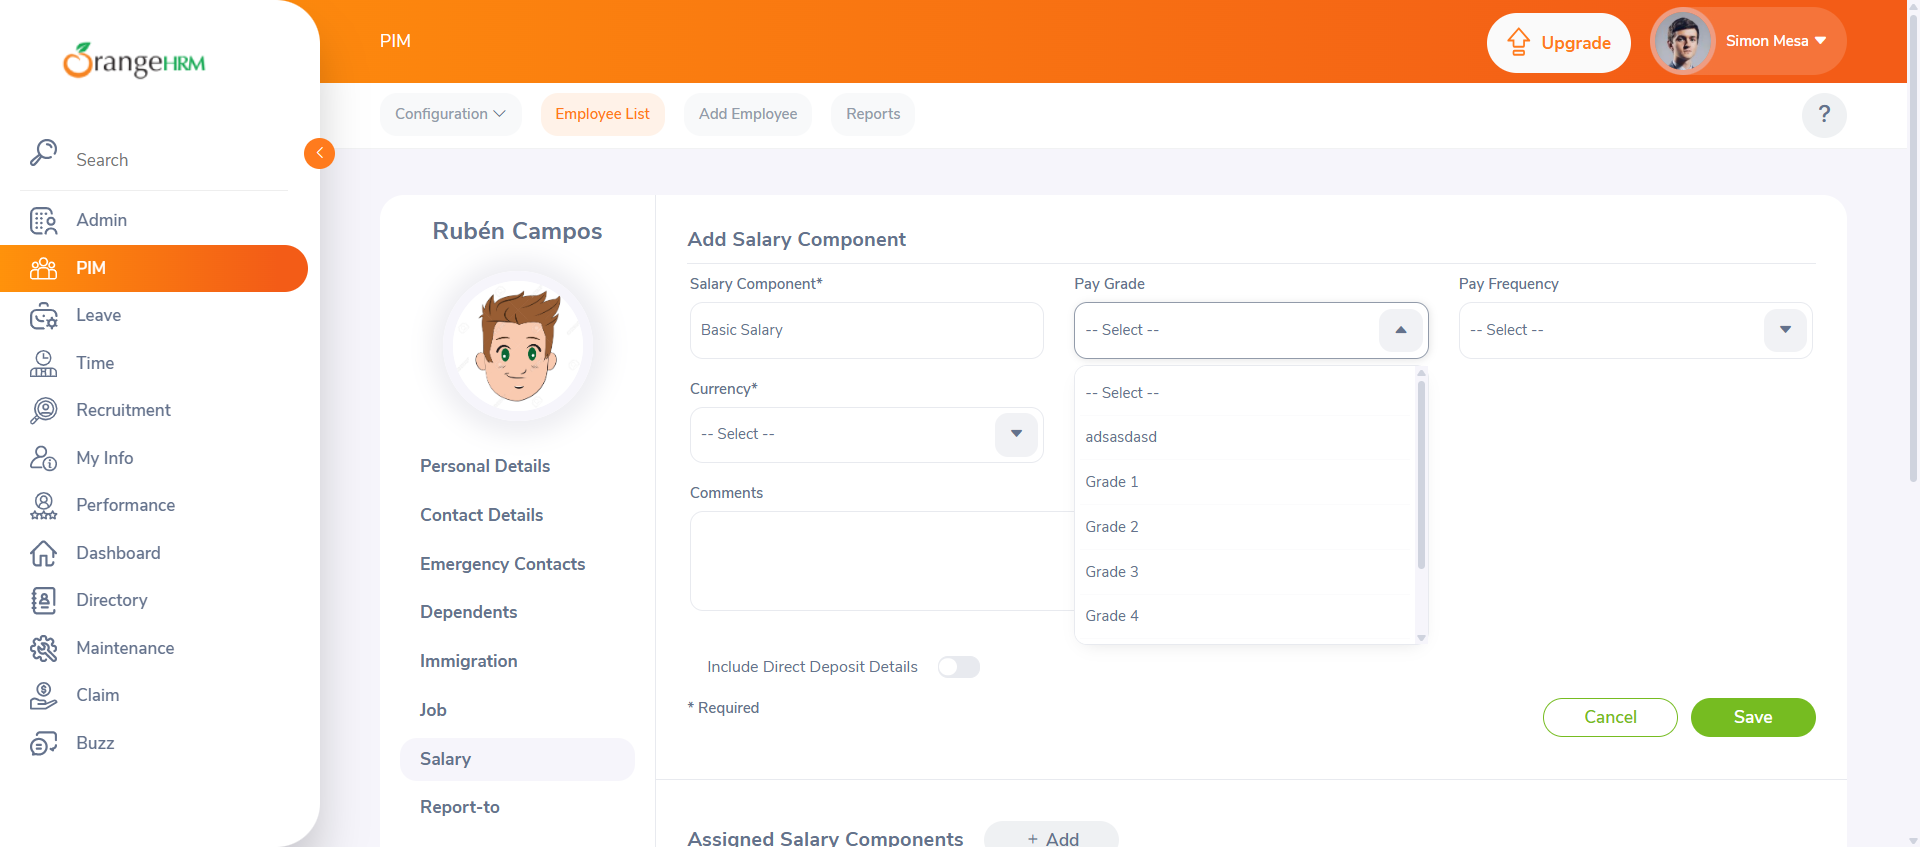 OrangeHRM
PIM
Upgrade
Simon Mesa
Configuration
Employee List
Add Employee
Reports
?
Search
Admin
PIM
Leave
Time
Recruitment
My Info
Performance
Dashboard
Directory
Maintenance
Claim
Buzz
Rubén Campos
Personal Details
Contact Details
Emergency Contacts
Dependents
Immigration
Job
Salary
Report-to
Add Salary Component
Salary Component*
Basic Salary
Pay Grade
-- Select --
Pay Frequency
-- Select --
Currency*
-- Select --
-- Select --
adsasdasd
Grade 1
Grade 2
Grade 3
Grade 4
Comments
Include Direct Deposit Details
* Required
Cancel
Save
Assigned Salary Components
+ Add